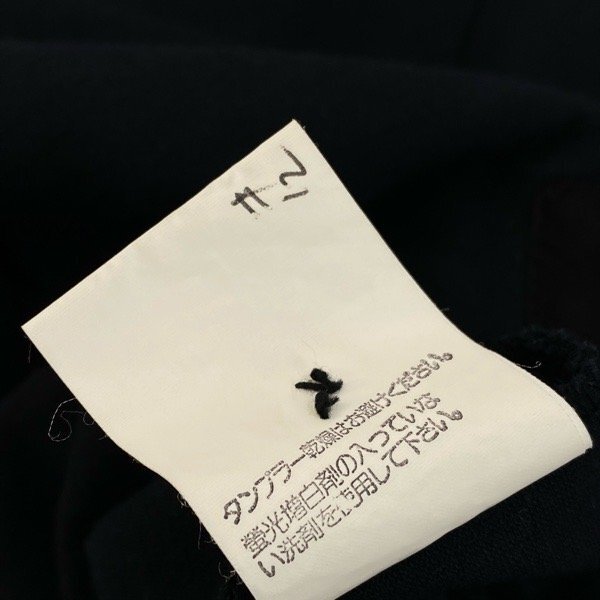 #12
タンブラー乾燥はお避けください。
蛍光増白剤の入っていな
い洗剤を使用して下さい。